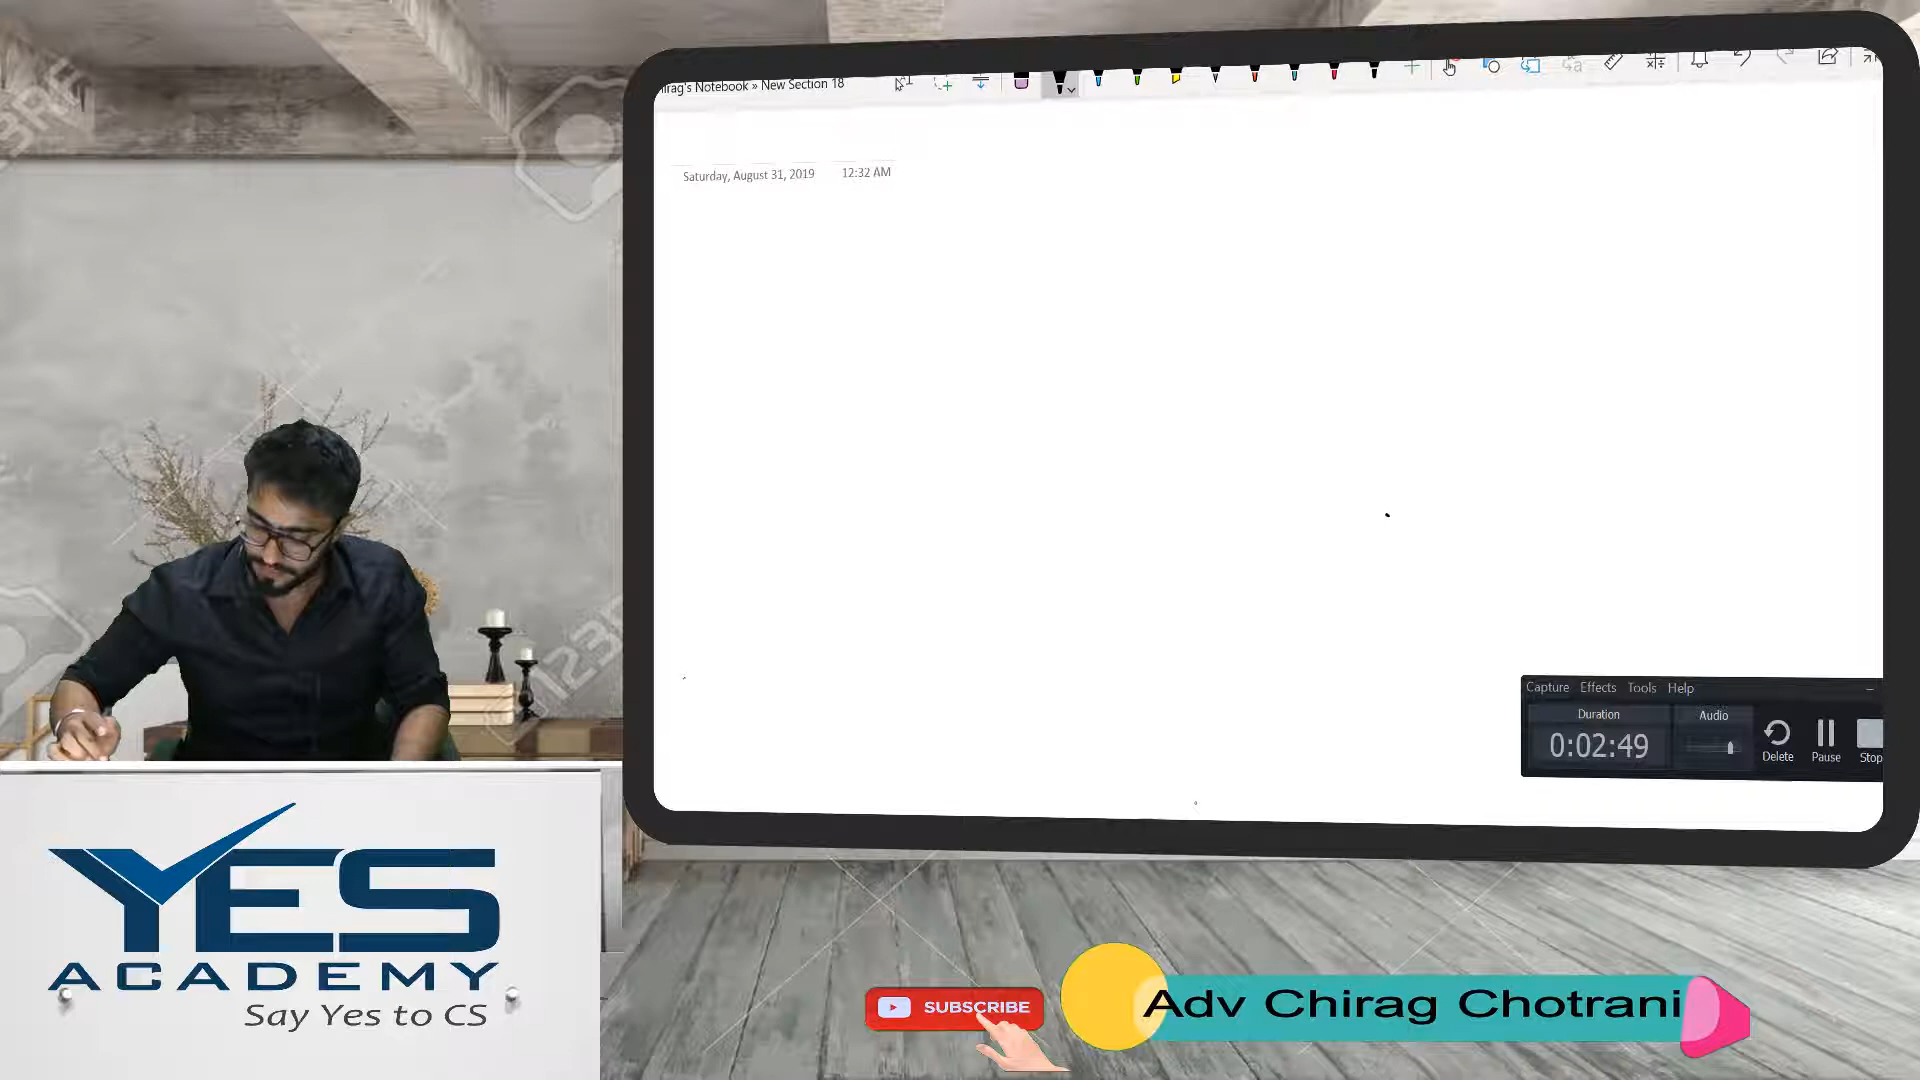 irag's Notebook » New Section 18
Saturday, August 31, 2019 12:32 AM
Capture Effects Tools Help
Duration Audio
0:02:49
Delete Pause Stop
YES
ACADEMY
Say Yes to CS
SUBSCRIBE
Adv Chirag Chotrani